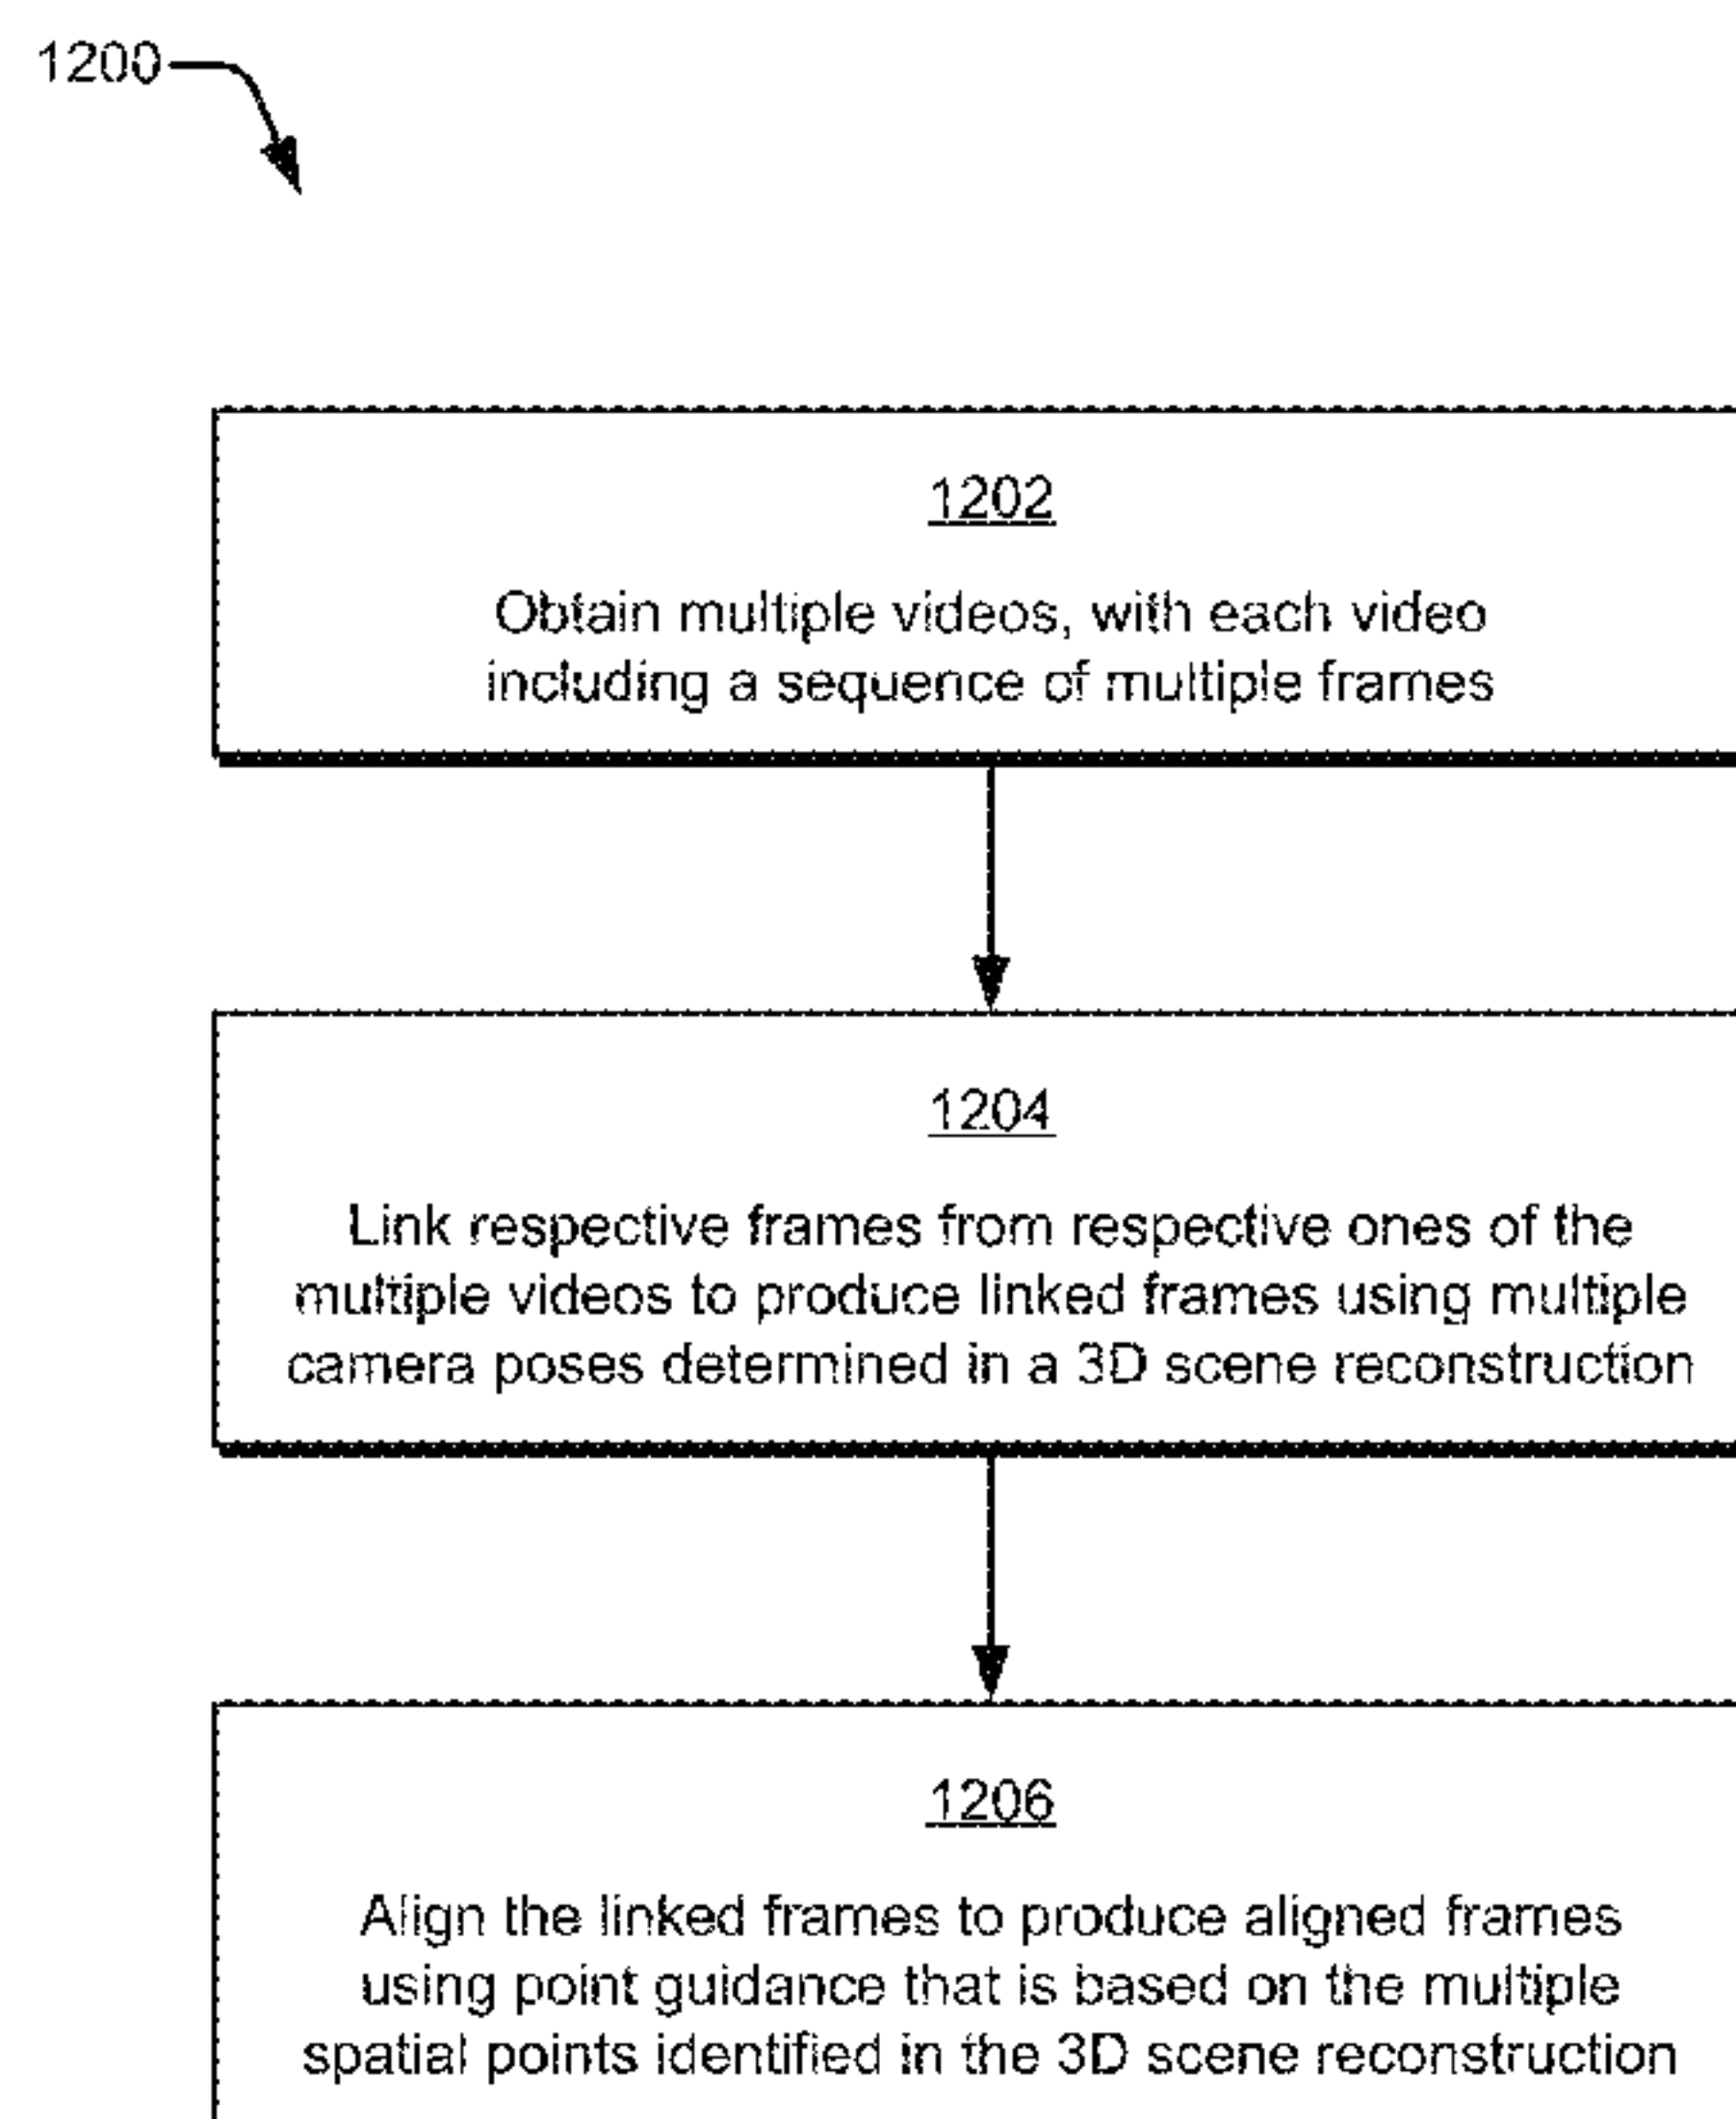 1200
1202
Obtain multiple videos, with each video
including a sequence of multiple frames
1204
Link respective frames from respective ones of the
multiple videos to produce linked frames using multiple
camera poses determined in a 3D scene reconstruction
1206
Align the linked frames to produce aligned frames
using point guidance that is based on the multiple
spatial points identified in the 3D scene reconstruction